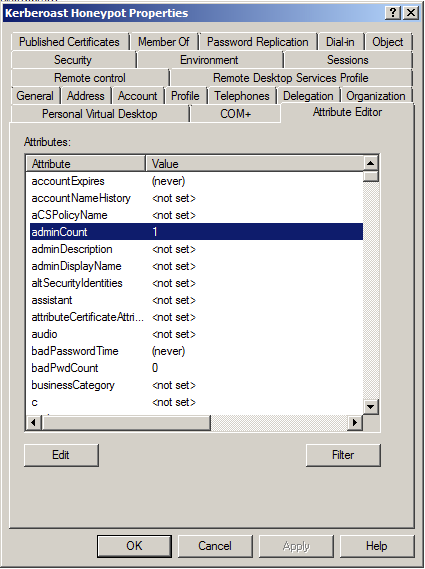 Kerberoast Honeypot Properties
Published Certificates Member Of Password Replication Dial-in Object
Security Environment Sessions
Remote control Remote Desktop Services Profile
General Address Account Profile Telephones Delegation Organization
Personal Virtual Desktop COM+ Attribute Editor
Attributes:
Attribute Value
accountExpires (never)
accountNameHistory <not set>
aCSPolicyName <not set>
adminCount 1
adminDescription <not set>
adminDisplayName <not set>
altSecurityIdentities <not set>
assistant <not set>
attributeCertificateAttri... <not set>
audio <not set>
badPasswordTime (never)
badPwdCount 0
businessCategory <not set>
c <not set>
Edit Filter
OK Cancel Apply Help